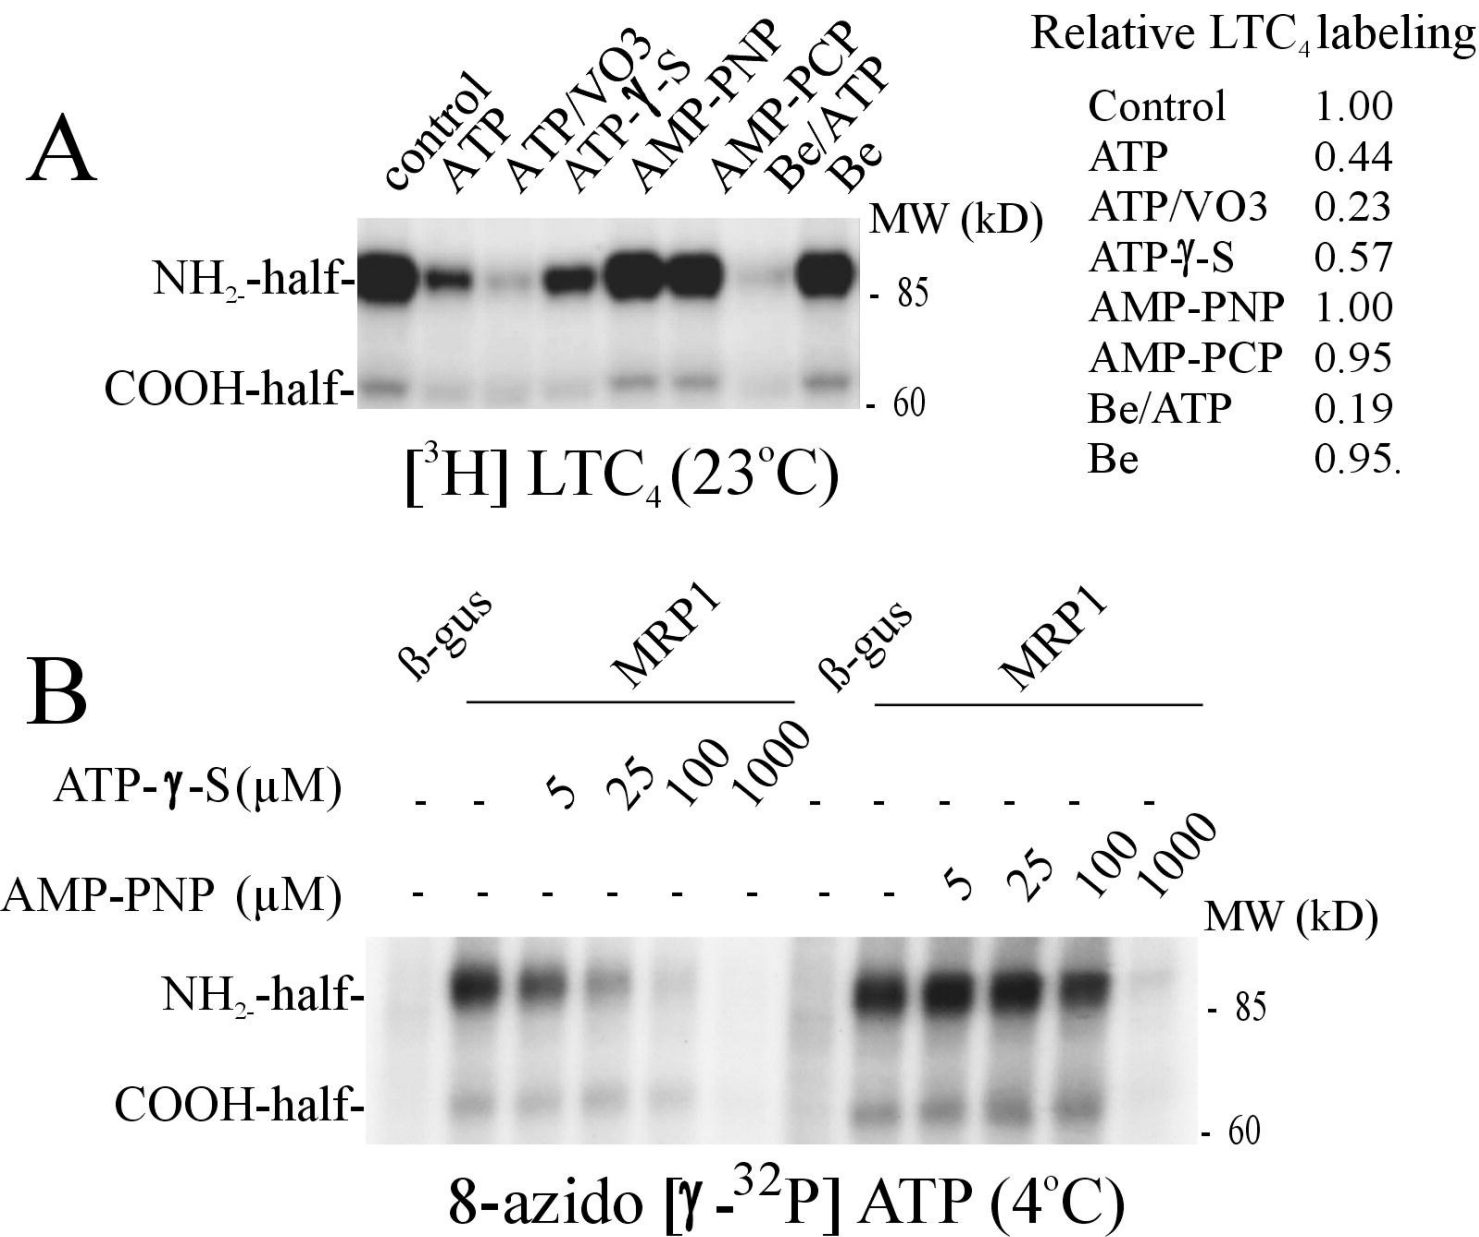 A
control ATP ATP/VO3 ATP-γ-S AMP-PNP AMP-PCP Be/ATP Be
MW (kD)
NH₂-half-
- 85
COOH-half-
- 60
[³H] LTC₄ (23°C)
Relative LTC₄ labeling
Control 1.00
ATP 0.44
ATP/VO3 0.23
ATP-γ-S 0.57
AMP-PNP 1.00
AMP-PCP 0.95
Be/ATP 0.19
Be 0.95.
B
ß-gus MRP1 ß-gus MRP1
ATP-γ-S(µM) - - 5 25 100 1000 - - - - - -
AMP-PNP (µM) - - - - - - - - 5 25 100 1000
MW (kD)
NH₂-half-
- 85
COOH-half-
- 60
8-azido [γ-³²P] ATP (4°C)